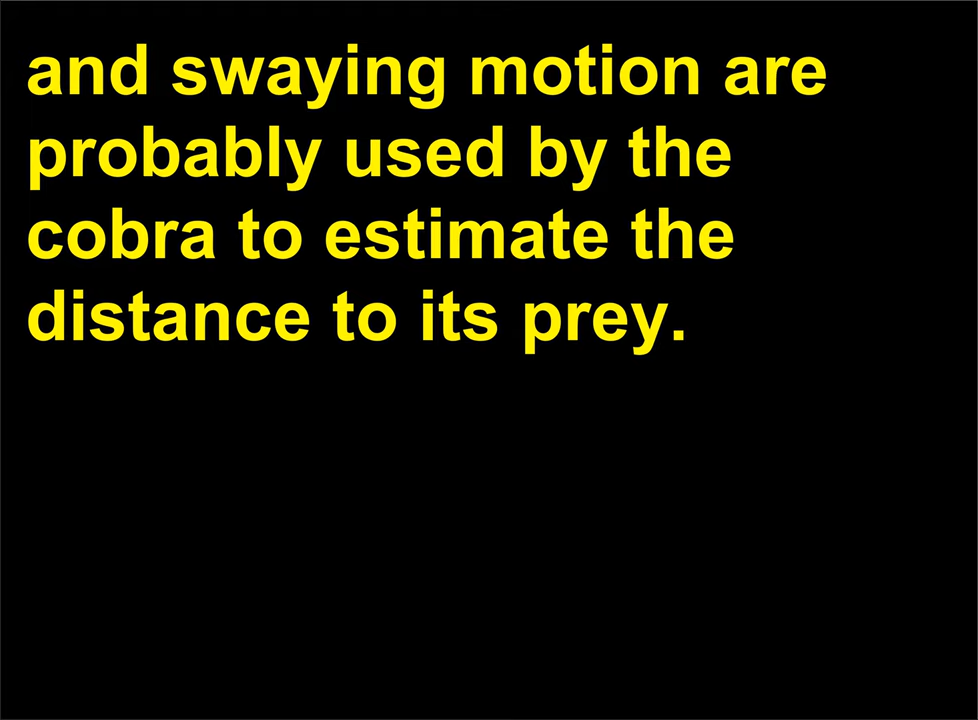 and swaying motion are
probably used by the
cobra to estimate the
distance to its prey.